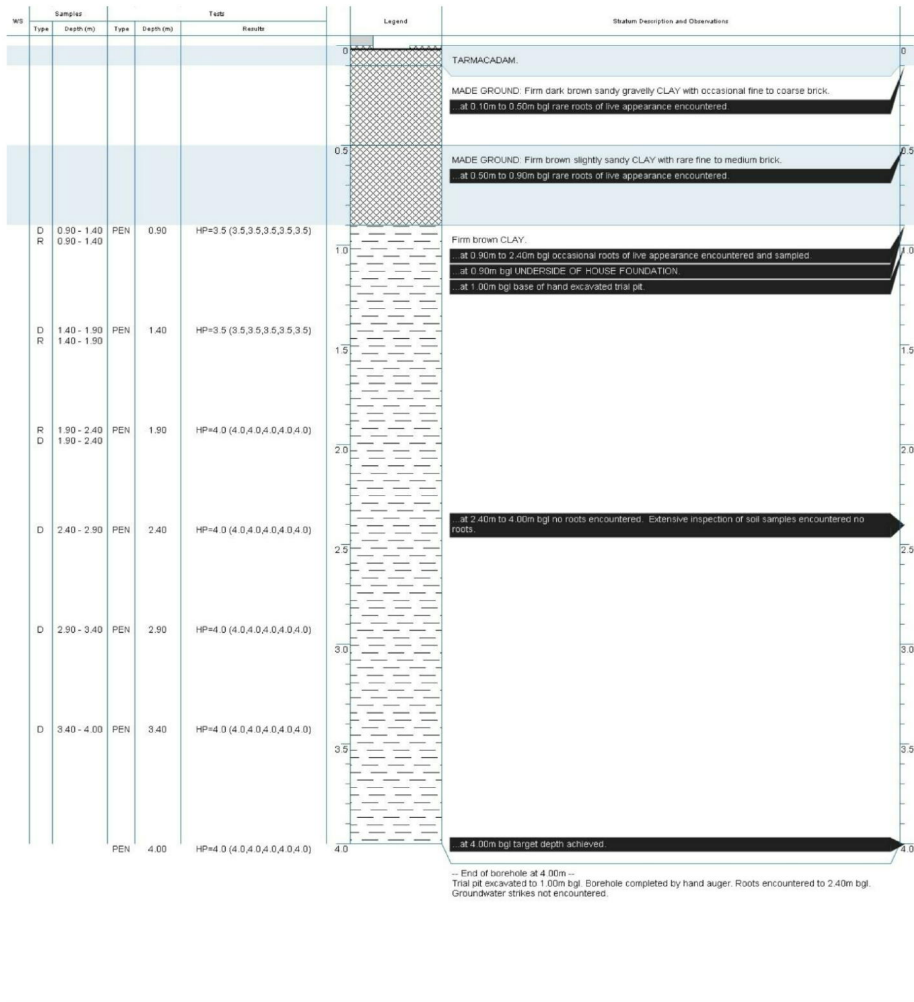 Samples Tests
WS Type Depth (m) Type Depth (m) Results Legend Stratum Description and Observations
0 0
TARMACADAM.
MADE GROUND: Firm dark brown sandy gravelly CLAY with occasional fine to coarse brick.
...at 0.10m to 0.50m bgl rare roots of live appearance encountered.
0.5 0.5
MADE GROUND: Firm brown slightly sandy CLAY with rare fine to medium brick.
...at 0.50m to 0.90m bgl rare roots of live appearance encountered.
D 0.90 - 1.40 PEN 0.90 HP=3.5 (3.5,3.5,3.5,3.5,3.5)
R 0.90 - 1.40
Firm brown CLAY.
1.0 1.0
...at 0.90m to 2.40m bgl occasional roots of live appearance encountered and sampled.
...at 0.90m bgl UNDERSIDE OF HOUSE FOUNDATION.
...at 1.00m bgl base of hand excavated trial pit.
D 1.40 - 1.90 PEN 1.40 HP=3.5 (3.5,3.5,3.5,3.5,3.5)
R 1.40 - 1.90
1.5 1.5
R 1.90 - 2.40 PEN 1.90 HP=4.0 (4.0,4.0,4.0,4.0,4.0)
D 1.90 - 2.40
2.0 2.0
...at 2.40m to 4.00m bgl no roots encountered. Extensive inspection of soil samples encountered no
roots.
D 2.40 - 2.90 PEN 2.40 HP=4.0 (4.0,4.0,4.0,4.0,4.0)
2.5 2.5
D 2.90 - 3.40 PEN 2.90 HP=4.0 (4.0,4.0,4.0,4.0,4.0)
3.0 3.0
D 3.40 - 4.00 PEN 3.40 HP=4.0 (4.0,4.0,4.0,4.0,4.0)
3.5 3.5
...at 4.00m bgl target depth achieved.
PEN 4.00 HP=4.0 (4.0,4.0,4.0,4.0,4.0) 4.0 4.0
-- End of borehole at 4.00m --
Trial pit excavated to 1.00m bgl. Borehole completed by hand auger. Roots encountered to 2.40m bgl.
Groundwater strikes not encountered.